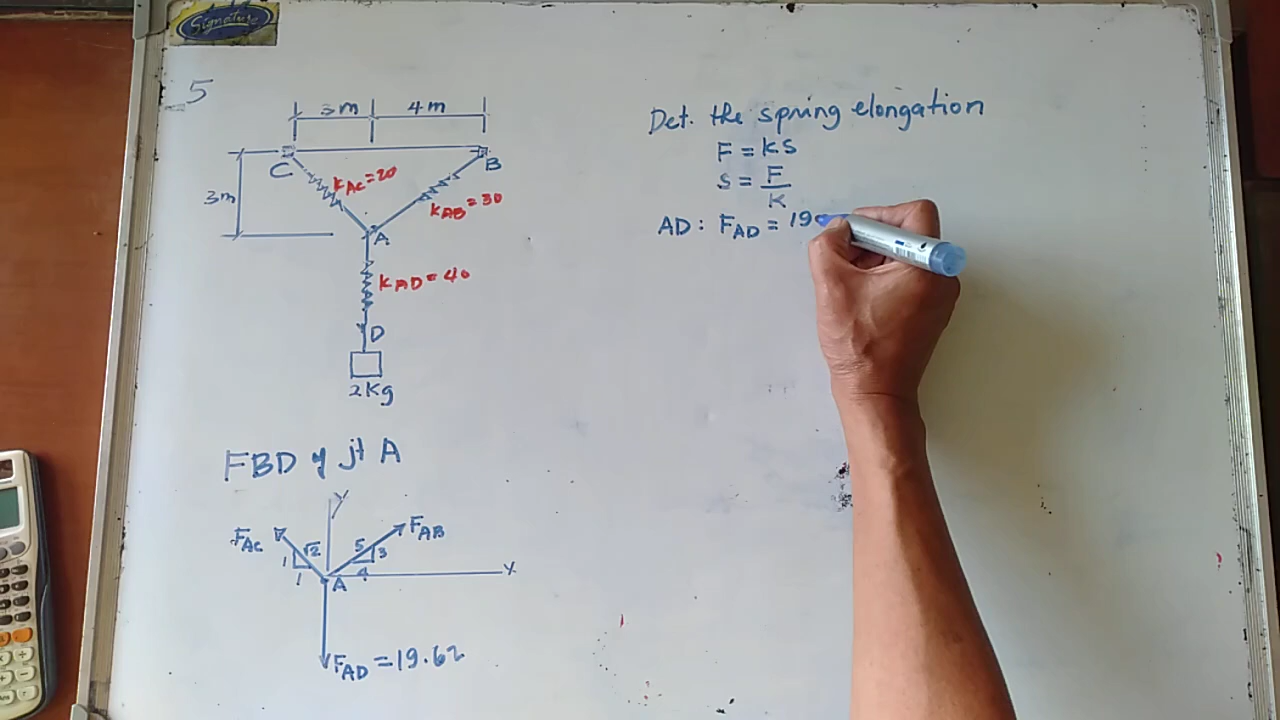 Signature
5
3m 4m
C B
3m
KAC=20
KAB=30
A
KAD=40
D
2Kg
FBD of jt A
Y
FAC FAB
√2 5 3
1 1 4
A
FAD=19.62
Det. the spring elongation
F=KS
S=F/K
AD: FAD=19